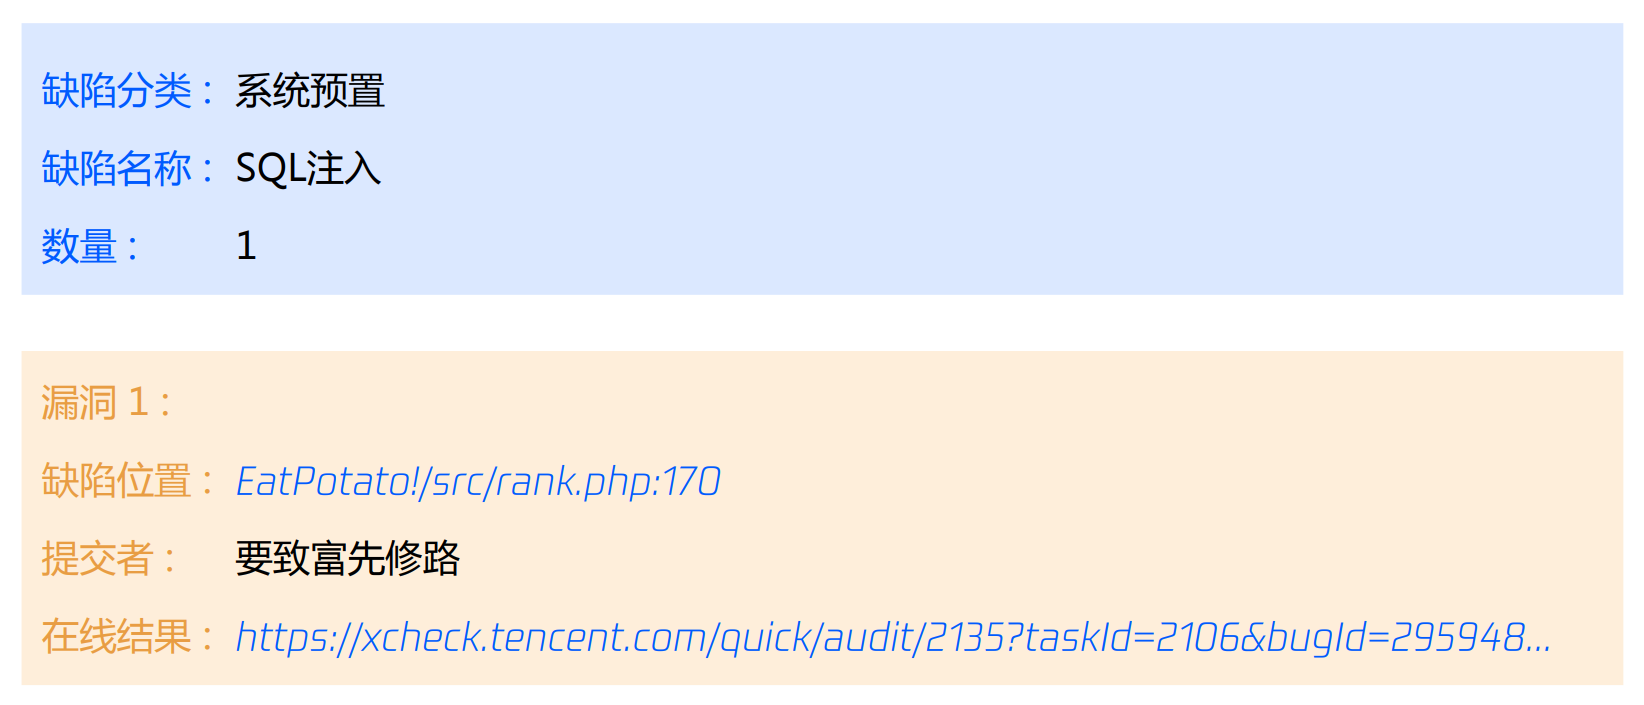 缺陷分类： 系统预置
缺陷名称： SQL注入
数量： 1
漏洞 1：
缺陷位置： EatPotato!/src/rank.php:170
提交者： 要致富先修路
在线结果： https://xcheck.tencent.com/quick/audit/2135?taskId=2106&bugId=295948...